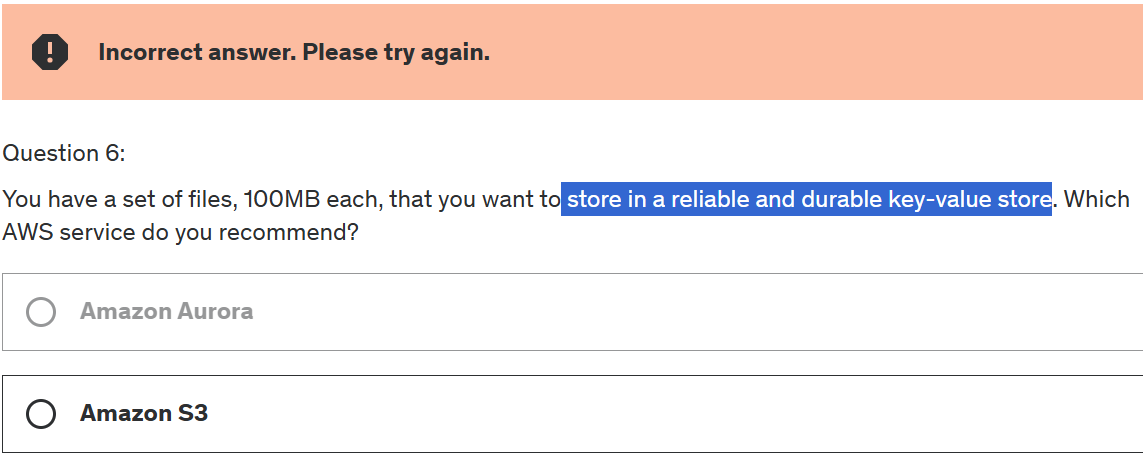 Incorrect answer. Please try again.
Question 6:
You have a set of files, 100MB each, that you want to store in a reliable and durable key-value store. Which
AWS service do you recommend?
Amazon Aurora
Amazon S3